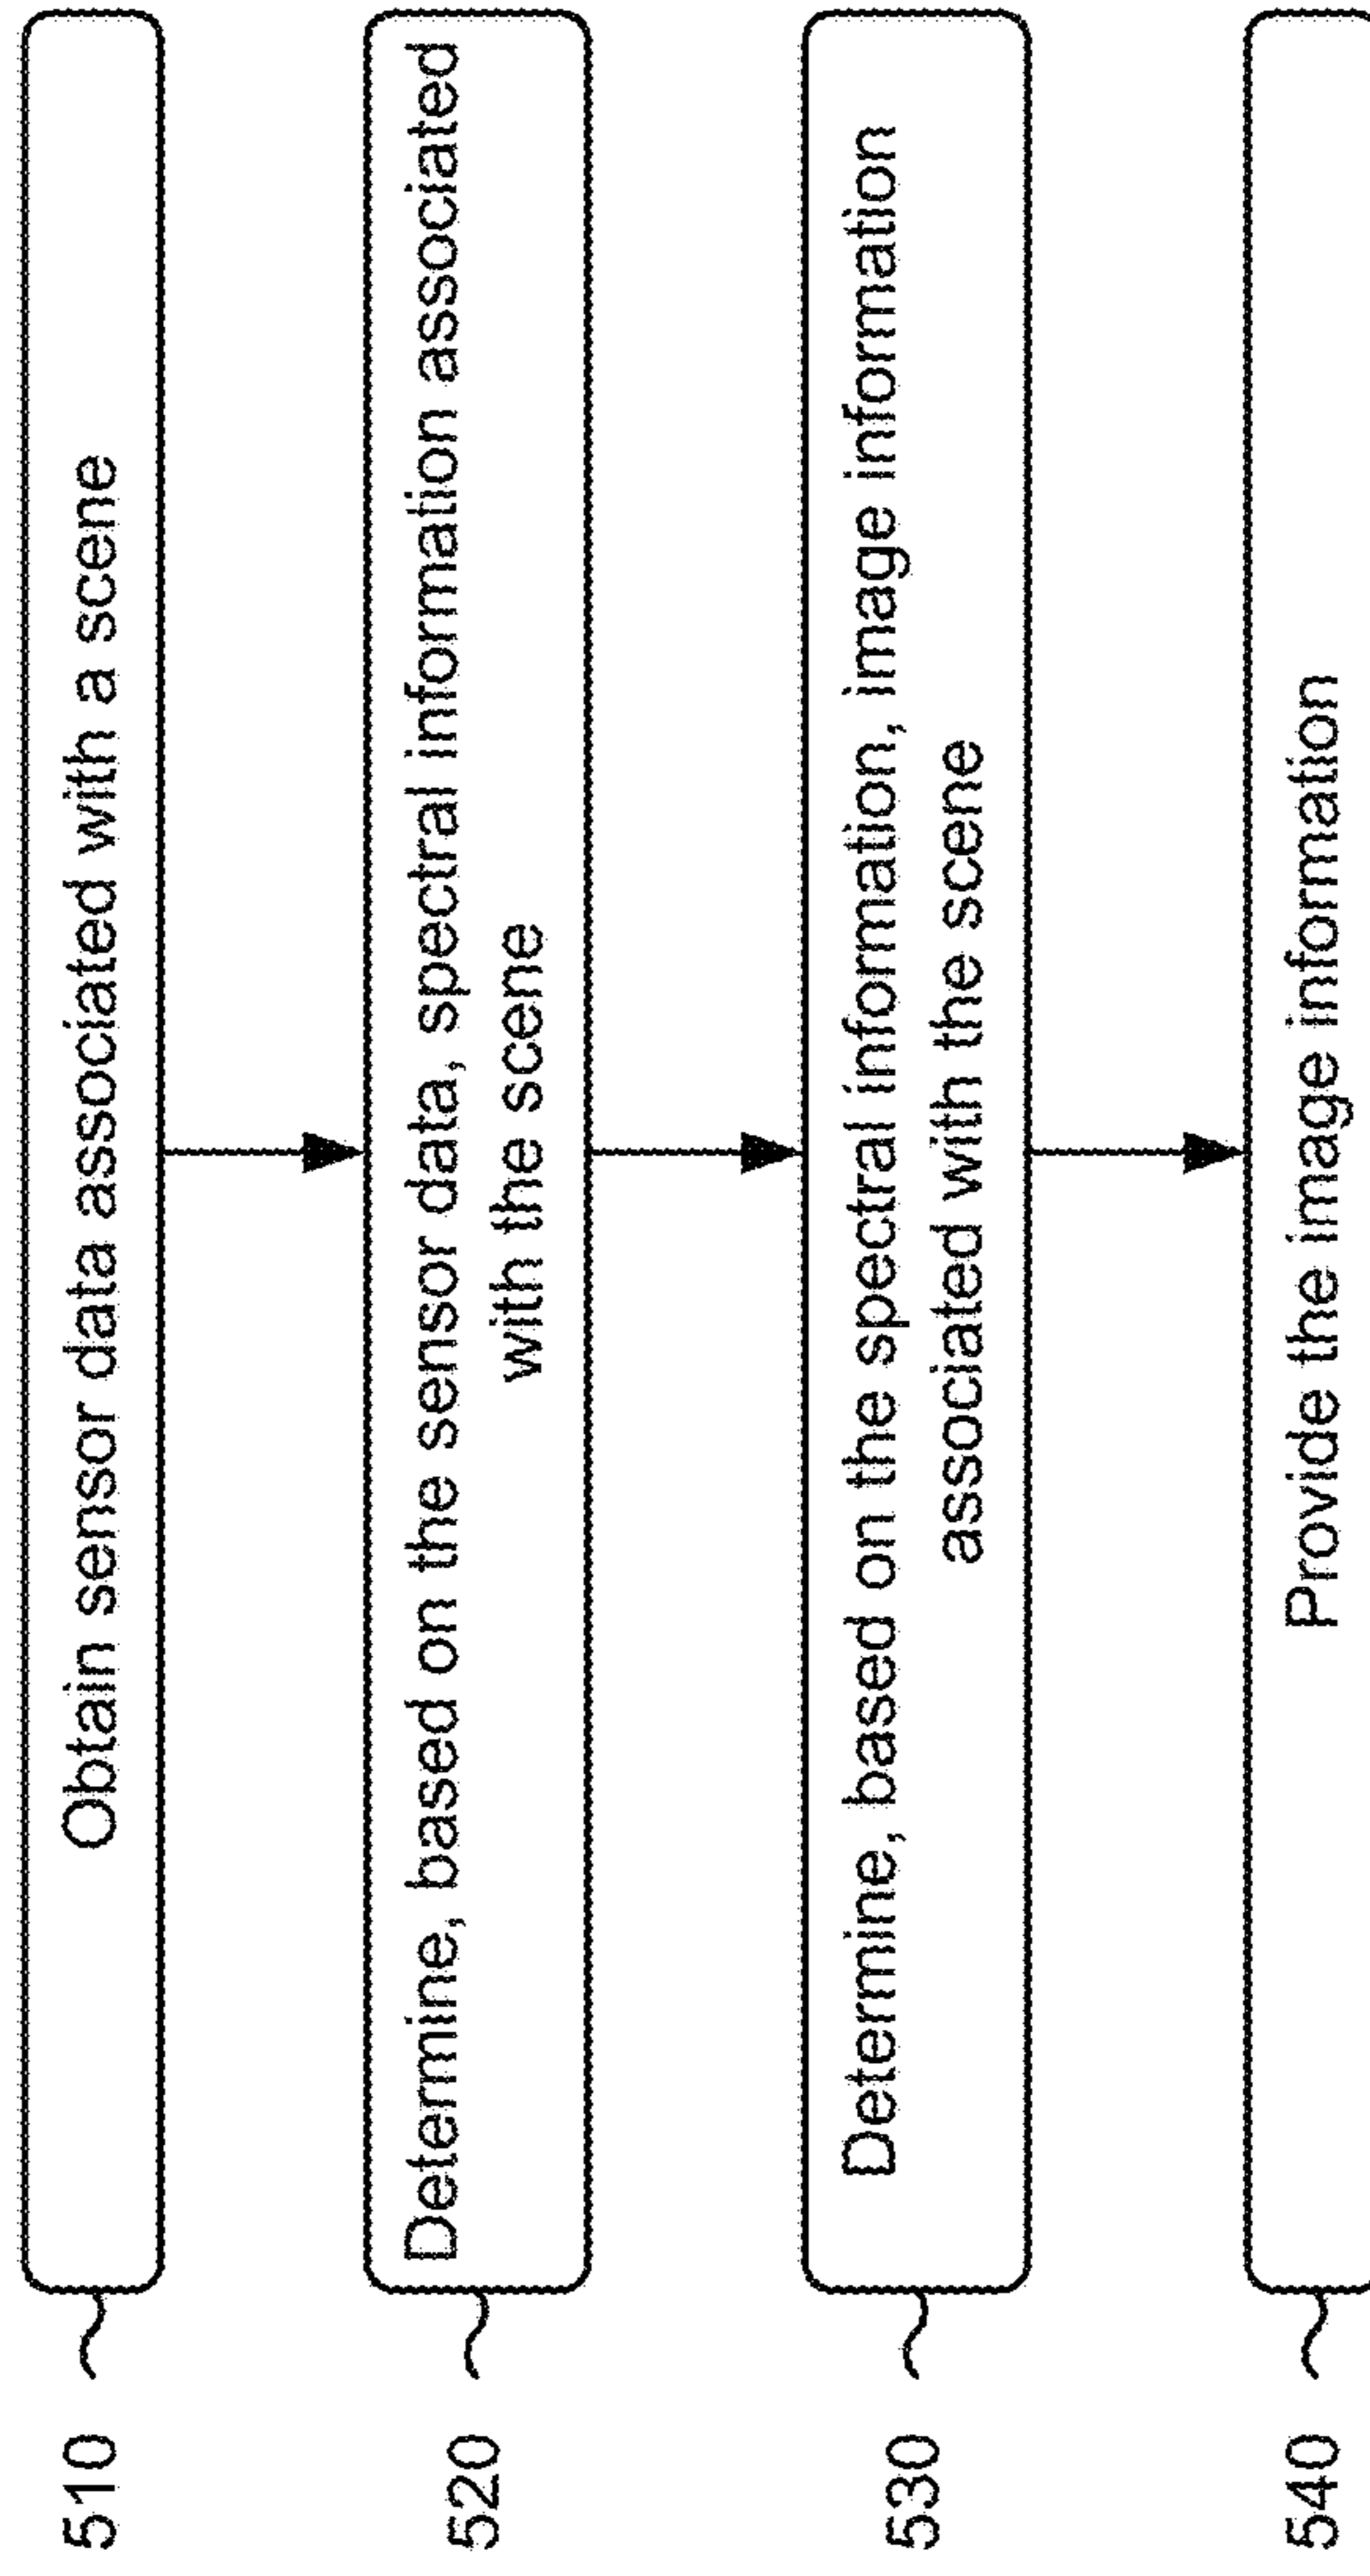 510
Obtain sensor data associated with a scene
520
Determine, based on the sensor data, spectral information associated
with the scene
530
Determine, based on the spectral information, image information
associated with the scene
540
Provide the image information